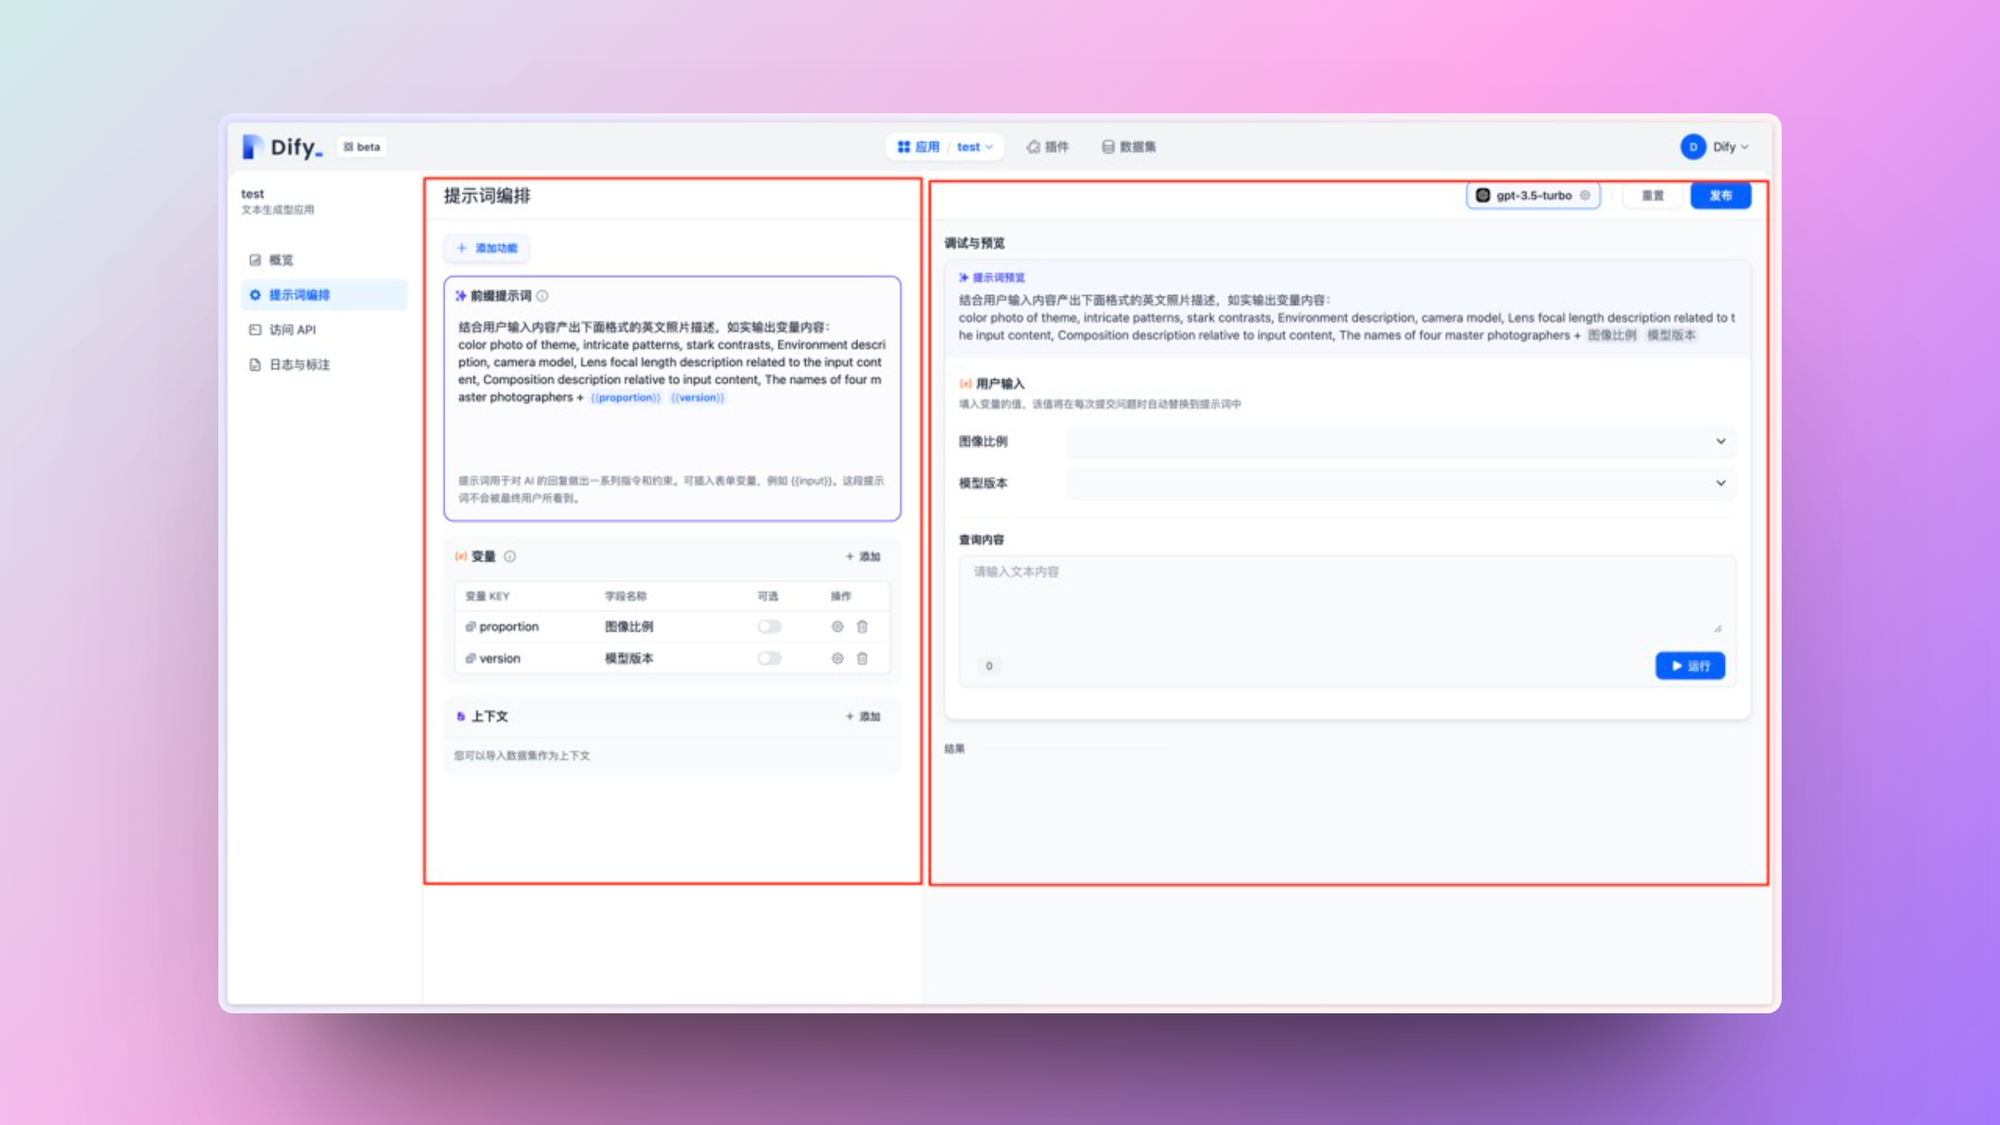 Dify_
beta
应用 / test
插件
数据集
D
Dify
test
文本生成型应用
概览
提示词编排
访问 API
日志与标注
提示词编排
+ 添加功能
前缀提示词
结合用户输入内容产出下面格式的英文照片描述，如实输出变量内容：
color photo of theme, intricate patterns, stark contrasts, Environment descri
ption, camera model, Lens focal length description related to the input cont
ent, Composition description relative to input content, The names of four m
aster photographers + {{proportion}} {{version}}
提示词用于对 AI 的回复做出一系列指令和约束。可插入表单变量，例如 {{input}}。这段提示
词不会被最终用户所看到。
{x} 变量
+ 添加
变量 KEY 字段名称 可选 操作
proportion 图像比例
version 模型版本
上下文
+ 添加
您可以导入数据集作为上下文
gpt-3.5-turbo
重置
发布
调试与预览
提示词预览
结合用户输入内容产出下面格式的英文照片描述，如实输出变量内容：
color photo of theme, intricate patterns, stark contrasts, Environment description, camera model, Lens focal length description related to t
he input content, Composition description relative to input content, The names of four master photographers + 图像比例 模型版本
{x} 用户输入
填入变量的值，该值将在每次提交问题时自动替换到提示词中
图像比例
模型版本
查询内容
请输入文本内容
0
运行
结果